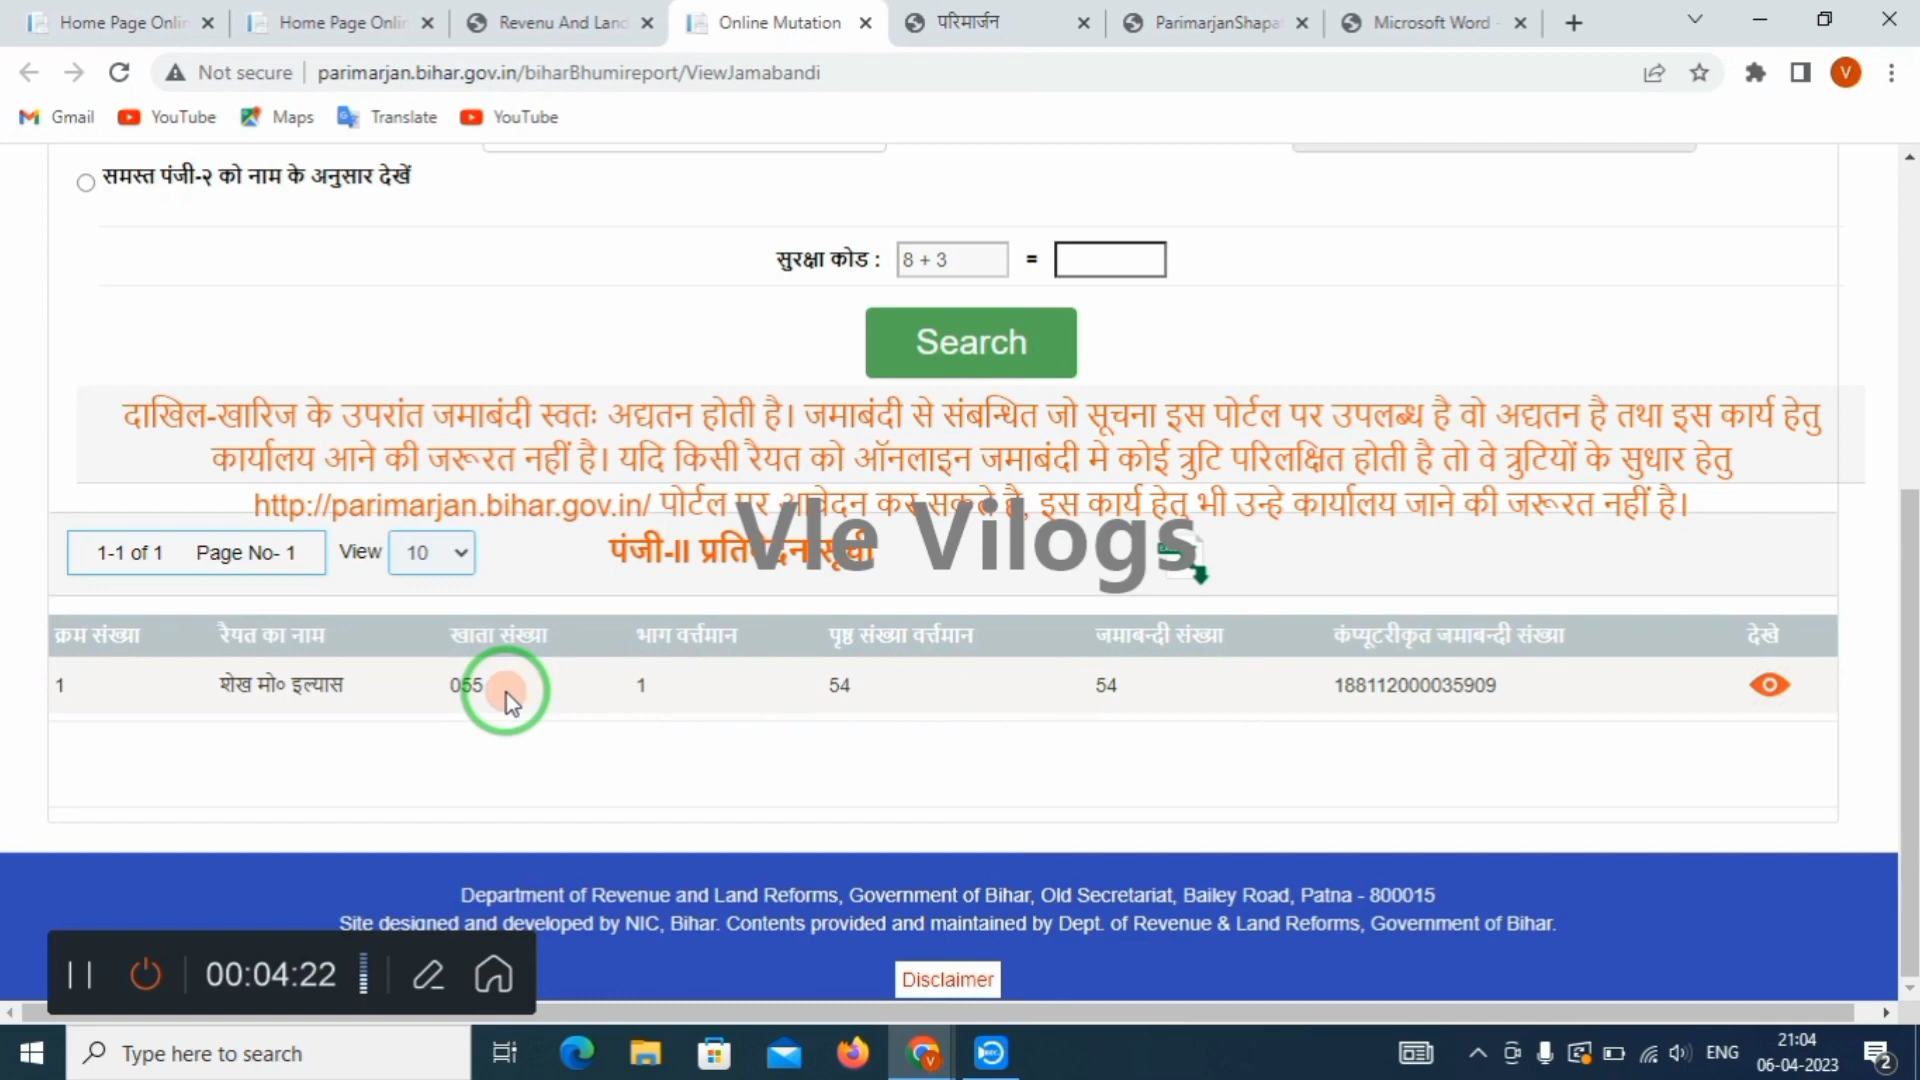 Home Page Onlin
Home Page Onlin
Revenu And Land
Online Mutation
परिमार्जन
ParimarjanShapat
Microsoft Word -
Not secure
parimarjan.bihar.gov.in/biharBhumireport/ViewJamabandi
V
Gmail
YouTube
Maps
Translate
YouTube
समस्त पंजी-२ को नाम के अनुसार देखें
सुरक्षा कोड : 8 + 3 =
Search
दाखिल-खारिज के उपरांत जमाबंदी स्वतः अद्यतन होती है। जमाबंदी से संबन्धित जो सूचना इस पोर्टल पर उपलब्ध है वो अद्यतन है तथा इस कार्य हेतु
कार्यालय आने की जरूरत नहीं है। यदि किसी रैयत को ऑनलाइन जमाबंदी मे कोई त्रुटि परिलक्षित होती है तो वे त्रुटियों के सुधार हेतु
http://parimarjan.bihar.gov.in/ पोर्टल पर आवेदन कर सकते है, इस कार्य हेतु भी उन्हे कार्यालय जाने की जरूरत नहीं है।
Vle Vilogs
1-1 of 1 Page No- 1 View 10 पंजी-II प्रतिवेदन सूची
क्रम संख्या रैयत का नाम खाता संख्या भाग वर्त्तमान पृष्ठ संख्या वर्त्तमान जमाबन्दी संख्या कंप्यूटरीकृत जमाबन्दी संख्या देखे
1 शेख मो० इल्यास 055 1 54 54 188112000035909
Department of Revenue and Land Reforms, Government of Bihar, Old Secretariat, Bailey Road, Patna - 800015
Site designed and developed by NIC, Bihar. Contents provided and maintained by Dept. of Revenue & Land Reforms, Government of Bihar.
00:04:22
Disclaimer
Type here to search
ENG
21:04
06-04-2023
2